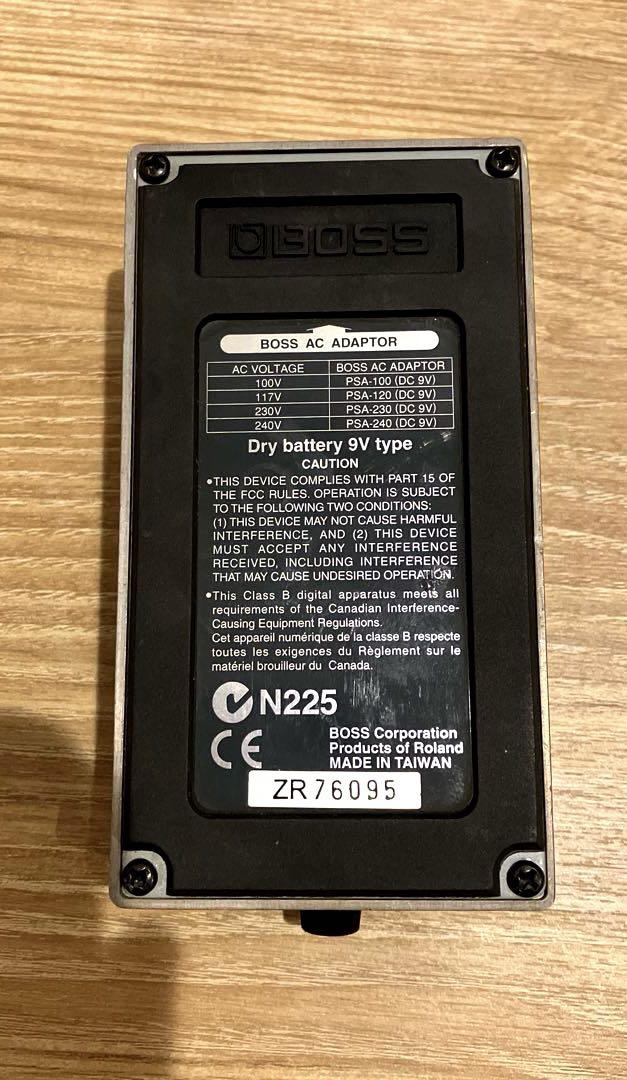 BOSS
BOSS AC ADAPTOR
AC VOLTAGE BOSS AC ADAPTOR
100V PSA-100 (DC 9V)
117V PSA-120 (DC 9V)
230V PSA-230 (DC 9V)
240V PSA-240 (DC 9V)
Dry battery 9V type
CAUTION
•THIS DEVICE COMPLIES WITH PART 15 OF
THE FCC RULES. OPERATION IS SUBJECT
TO THE FOLLOWING TWO CONDITIONS:
(1) THIS DEVICE MAY NOT CAUSE HARMFUL
INTERFERENCE, AND (2) THIS DEVICE
MUST ACCEPT ANY INTERFERENCE
RECEIVED, INCLUDING INTERFERENCE
THAT MAY CAUSE UNDESIRED OPERATION.
•This Class B digital apparatus meets all
requirements of the Canadian Interference-
Causing Equipment Regulations.
Cet appareil numérique de la classe B respecte
toutes les exigences du Règlement sur le
matériel brouilleur du Canada.
N225
CE
BOSS Corporation
Products of Roland
MADE IN TAIWAN
ZR 76095